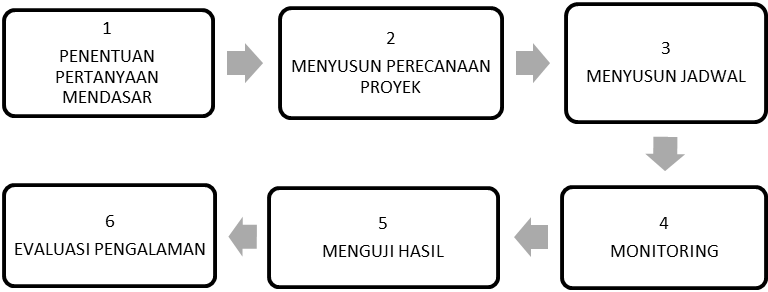 1
PENENTUAN
PERTANYAAN
MENDASAR
2
MENYUSUN PERECANAAN
PROYEK
3
MENYUSUN JADWAL
4
MONITORING
5
MENGUJI HASIL
6
EVALUASI PENGALAMAN